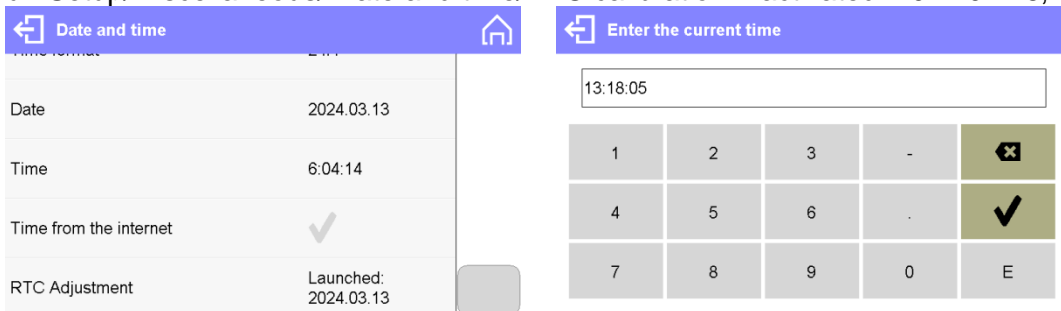 Date and time
Date 2024.03.13
Time 6:04:14
Time from the internet
RTC Adjustment Launched:
2024.03.13
Enter the current time
13:18:05
1 2 3 -
4 5 6 .
7 8 9 0 E